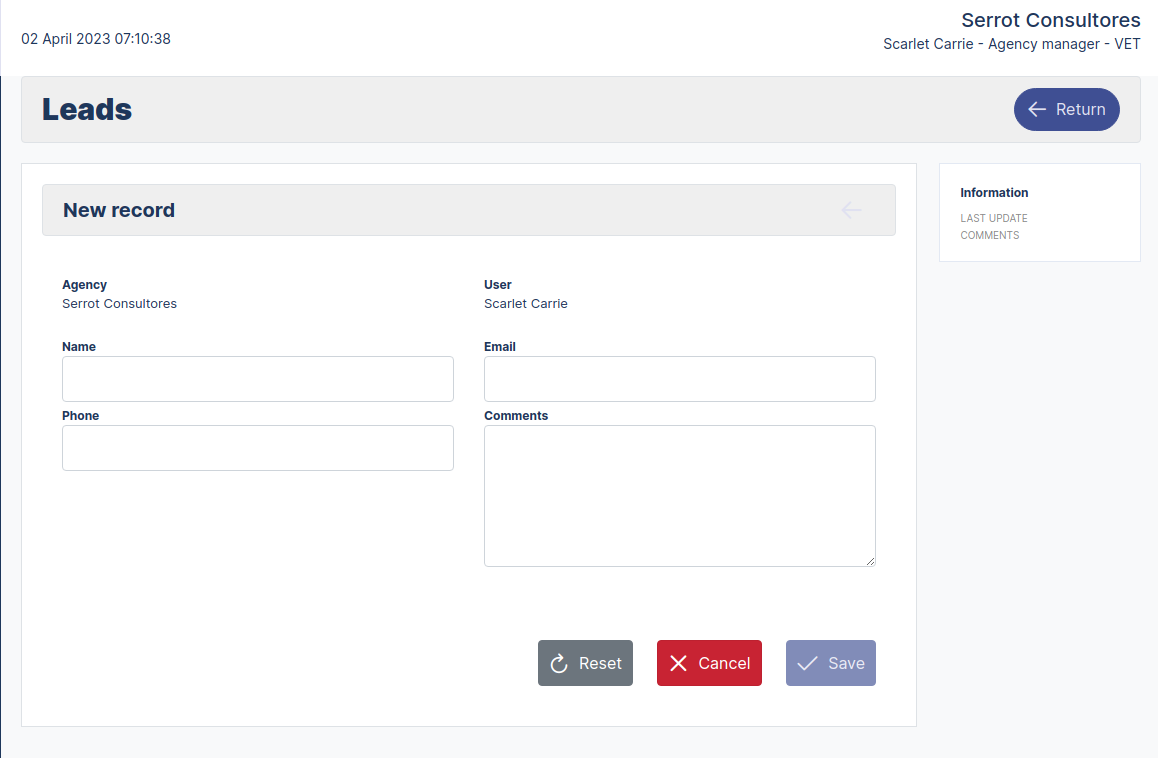 Serrot Consultores
02 April 2023 07:10:38
Scarlet Carrie - Agency manager - VET
Leads
Return
New record
Information
LAST UPDATE
COMMENTS
Agency
Serrot Consultores
User
Scarlet Carrie
Name
Email
Phone
Comments
Reset
Cancel
Save